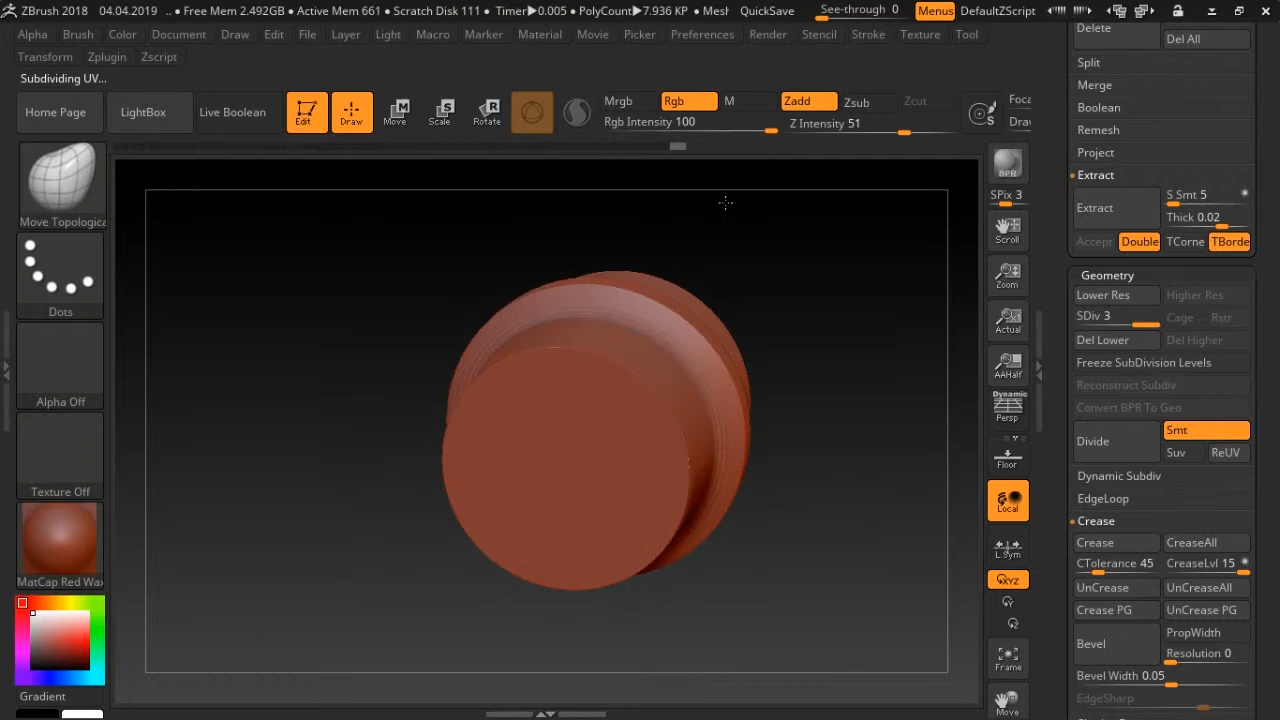 ZBrush 2018 04.04.2019 • Free Mem 2.492GB • Active Mem 661 • Scratch Disk 111 • Timer▶0.005 • PolyCount▶7.936 KP • Mesh QuickSave See-through 0 Menus DefaultZScript
Alpha Brush Color Document Draw Edit File Layer Light Macro Marker Material Movie Picker Preferences Render Stencil Stroke Texture Tool
Transform Zplugin Zscript
Subdividing UV...
Home Page LightBox Live Boolean Edit Draw Move Scale Rotate
Mrgb Rgb M Zadd Zsub Zcut Foca
Rgb Intensity 100 Z Intensity 51 Draw
Move Topologica
Dots
Alpha Off
Texture Off
MatCap Red Wax
Gradient
BPR
SPix 3
Scroll
Zoom
Actual
AAHalf
Dynamic
Persp
Floor
Local
L.Sym
XYZ
Y
Z
Frame
Move
Delete Del All
Split
Merge
Boolean
Remesh
Project
Extract
Extract S Smt 5
Thick 0.02
Accept Double TCorne TBorde
Geometry
Lower Res Higher Res
SDiv 3 Cage Rstr
Del Lower Del Higher
Freeze SubDivision Levels
Reconstruct Subdiv
Convert BPR To Geo
Divide Smt
Suv ReUV
Dynamic Subdiv
EdgeLoop
Crease
Crease CreaseAll
CTolerance 45 CreaseLvl 15
UnCrease UnCreaseAll
Crease PG UnCrease PG
Bevel PropWidth
Resolution 0
Bevel Width 0.05
EdgeSharp